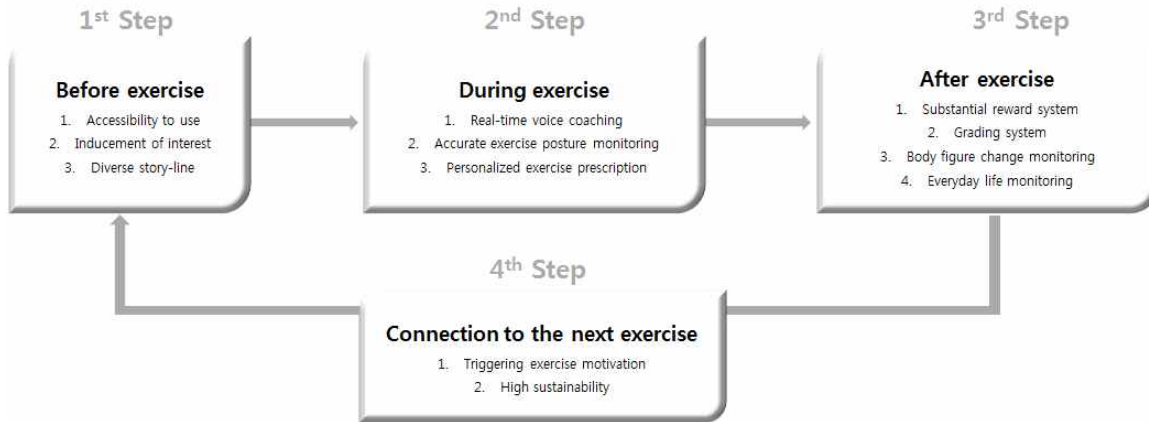 1st Step
Before exercise
1. Accessibility to use
2. Inducement of interest
3. Diverse story-line
2nd Step
During exercise
1. Real-time voice coaching
2. Accurate exercise posture monitoring
3. Personalized exercise prescription
3rd Step
After exercise
1. Substantial reward system
2. Grading system
3. Body figure change monitoring
4. Everyday life monitoring
4th Step
Connection to the next exercise
1. Triggering exercise motivation
2. High sustainability